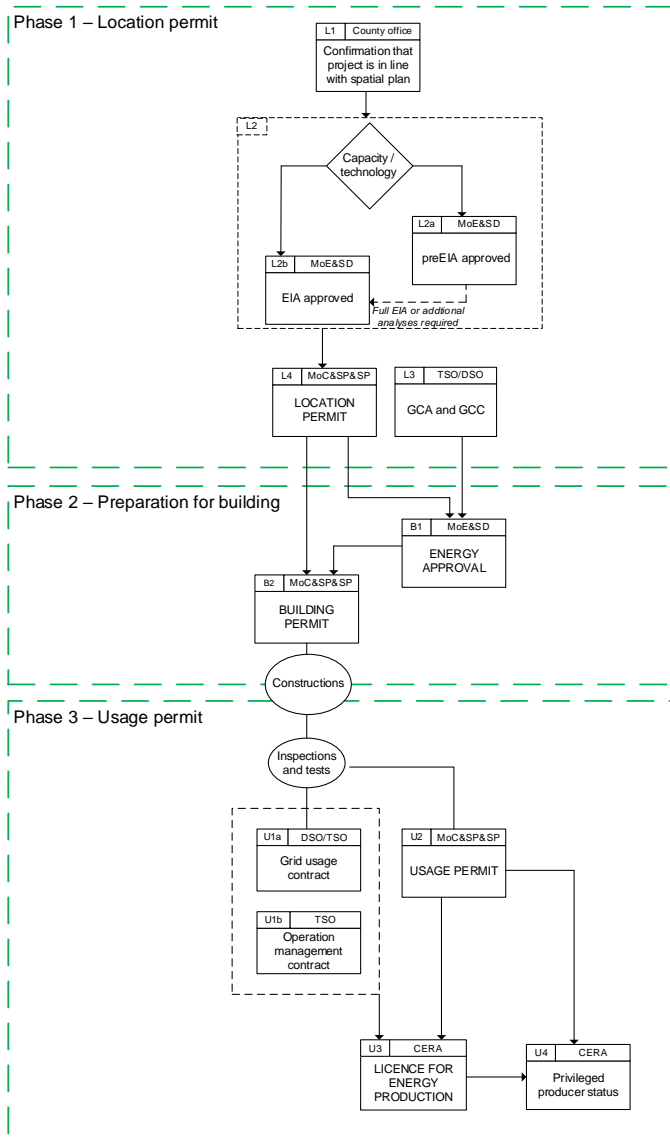 Phase 1 – Location permit
L1
County office
Confirmation that
project is in line
with spatial plan
L2
Capacity /
technology
L2a
MoE&SD
preEIA approved
L2b
MoE&SD
EIA approved
Full EIA or addtional
analyses required
L4
MoC&SP&SP
LOCATION
PERMIT
L3
TSO/DSO
GCA and GCC
Phase 2 – Preparation for building
B1
MoE&SD
ENERGY
APPROVAL
B2
MoC&SP&SP
BUILDING
PERMIT
Constructions
Phase 3 – Usage permit
Inspections
and tests
U1a
DSO/TSO
Grid usage
contract
U2
MoC&SP&SP
USAGE PERMIT
U1b
TSO
Operation
management
contract
U3
CERA
LICENCE FOR
ENERGY
PRODUCTION
U4
CERA
Privileged
producer status